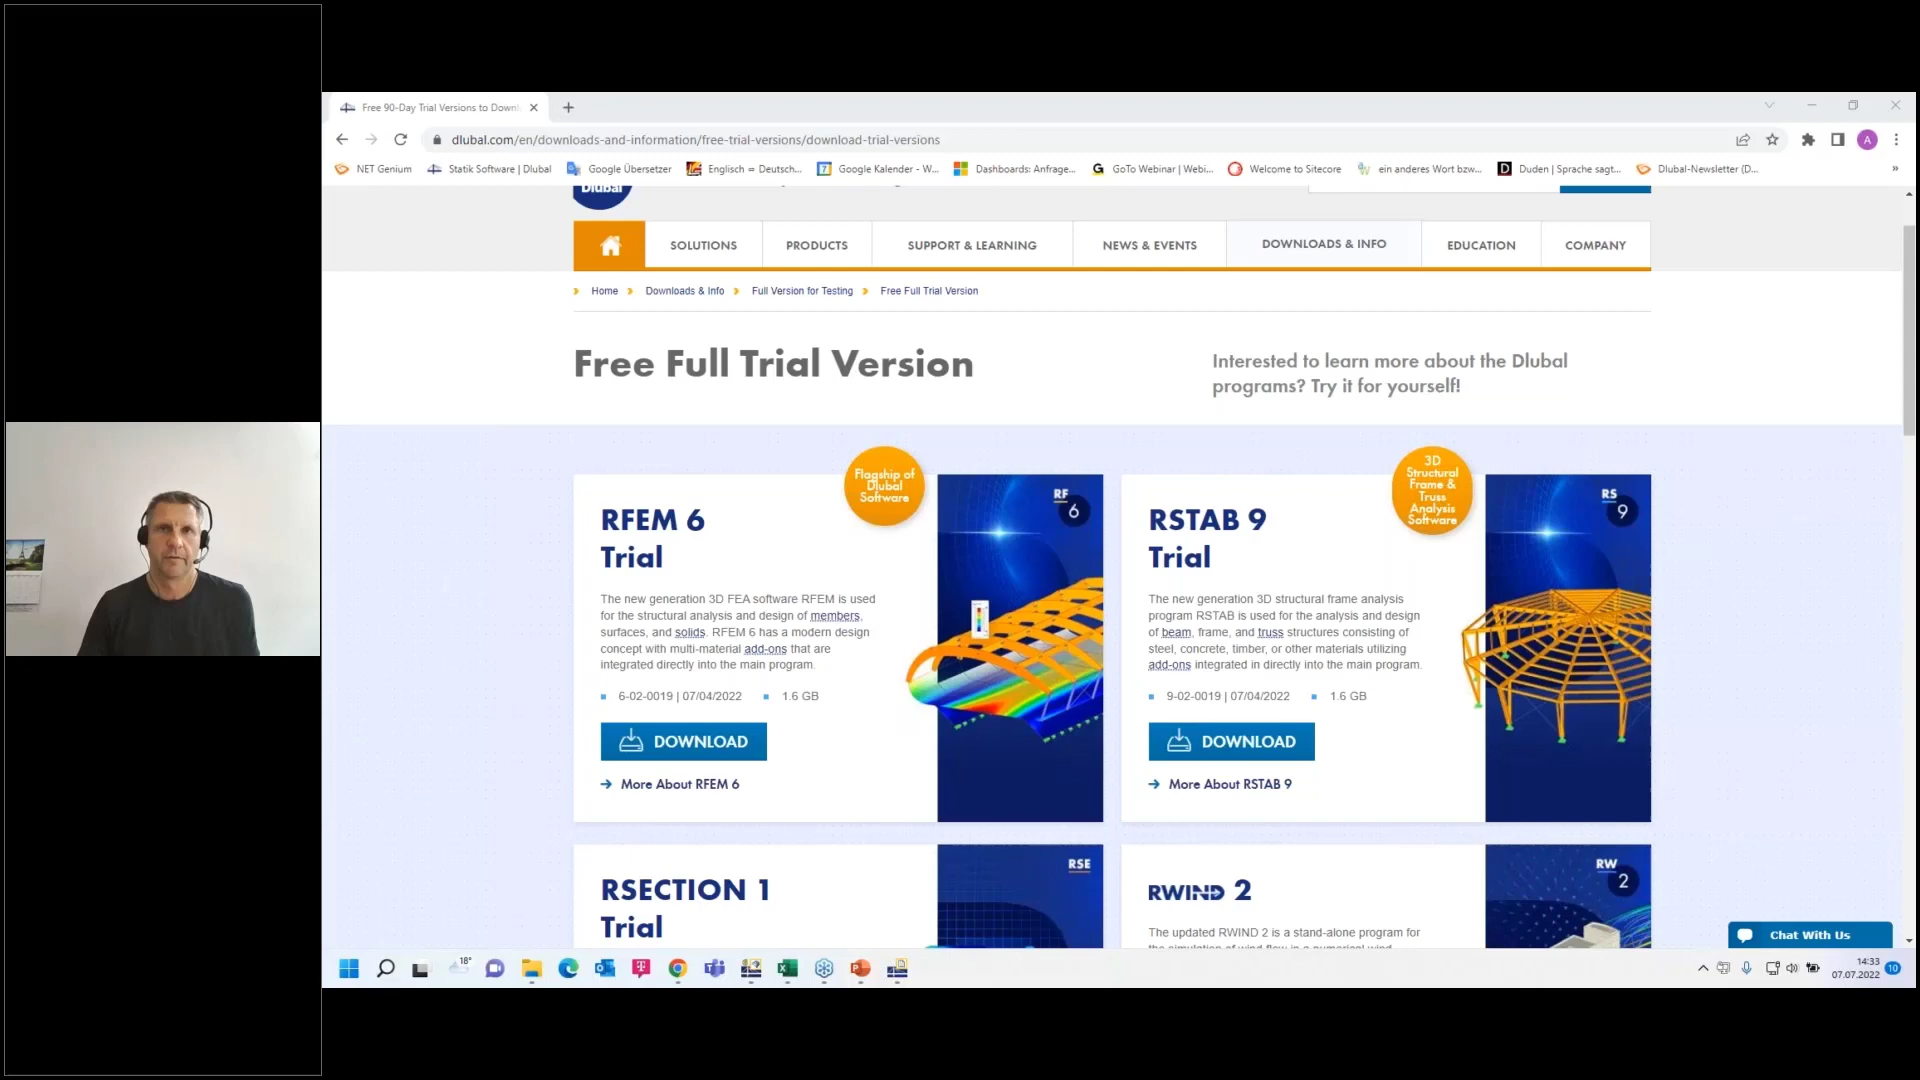 Free 90-Day Trial Versions to Downl
dlubal.com/en/downloads-and-information/free-trial-versions/download-trial-versions
A
NET Genium
Statik Software | Dlubal
Google Übersetzer
Englisch ⇌ Deutsch...
Google Kalender - W...
Dashboards: Anfrage...
GoTo Webinar | Webi...
Welcome to Sitecore
ein anderes Wort bzw...
Duden | Sprache sagt...
Dlubal-Newsletter (D...
»
Dlubal
SOLUTIONS
PRODUCTS
SUPPORT & LEARNING
NEWS & EVENTS
DOWNLOADS & INFO
EDUCATION
COMPANY
Home
Downloads & Info
Full Version for Testing
Free Full Trial Version
Free Full Trial Version
Interested to learn more about the Dlubal
programs? Try it for yourself!
Flagship of
Dlubal
Software
RF
6
RFEM 6
Trial
The new generation 3D FEA software RFEM is used
for the structural analysis and design of members,
surfaces, and solids. RFEM 6 has a modern design
concept with multi-material add-ons that are
integrated directly into the main program.
6-02-0019 | 07/04/2022
1.6 GB
DOWNLOAD
More About RFEM 6
3D
Structural
Frame &
Truss
Analysis
Software
RS
9
RSTAB 9
Trial
The new generation 3D structural frame analysis
program RSTAB is used for the analysis and design
of beam, frame, and truss structures consisting of
steel, concrete, timber, or other materials utilizing
add-ons integrated in directly into the main program.
9-02-0019 | 07/04/2022
1.6 GB
DOWNLOAD
More About RSTAB 9
RSE
RSECTION 1
Trial
RW
2
RWIND 2
The updated RWIND 2 is a stand-alone program for
the simulation of wind flow in a numerical wind
Chat With Us
18°
14:33
07.07.2022
10